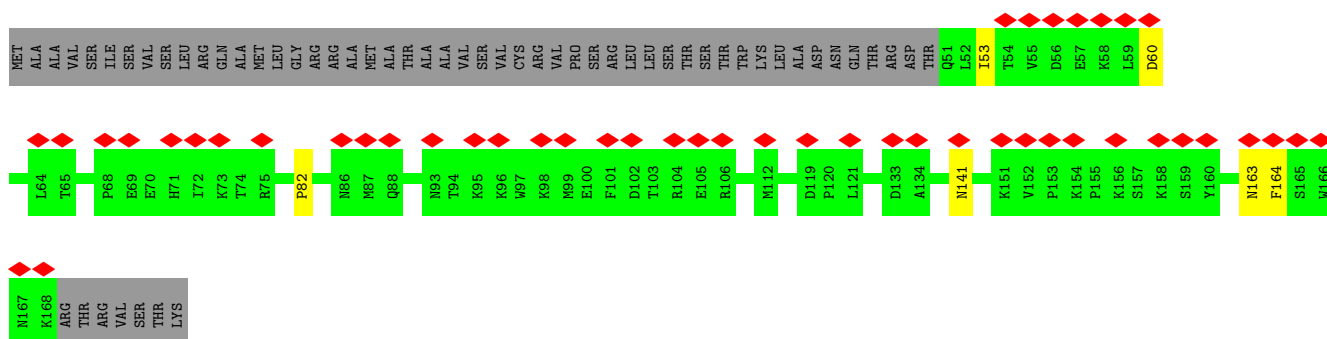 MET ALA ALA VAL SER ILE SER VAL SER LEU ARG GLN ALA MET LEU GLY ARG ARG ALA MET ALA THR ALA ALA VAL SER VAL CYS ARG VAL PRO SER ARG LEU LEU SER THR SER THR TRP LYS LEU ALA ASP ASN GLN THR ARG ASP THR Q51 L52 I53 T54 V55 D56 E57 K58 L59 D60
L64 T65 P68 E69 E70 H71 I72 K73 T74 R75 P82 N86 M87 Q88 N93 T94 K95 K96 W97 K98 M99 E100 F101 D102 T103 R104 E105 R106 M112 D119 P120 L121 D133 A134 N141 K151 V152 P153 K154 P155 K156 S157 K158 S159 Y160 N163 F164 S165 W166
N167 K168 ARG THR ARG VAL SER THR LYS